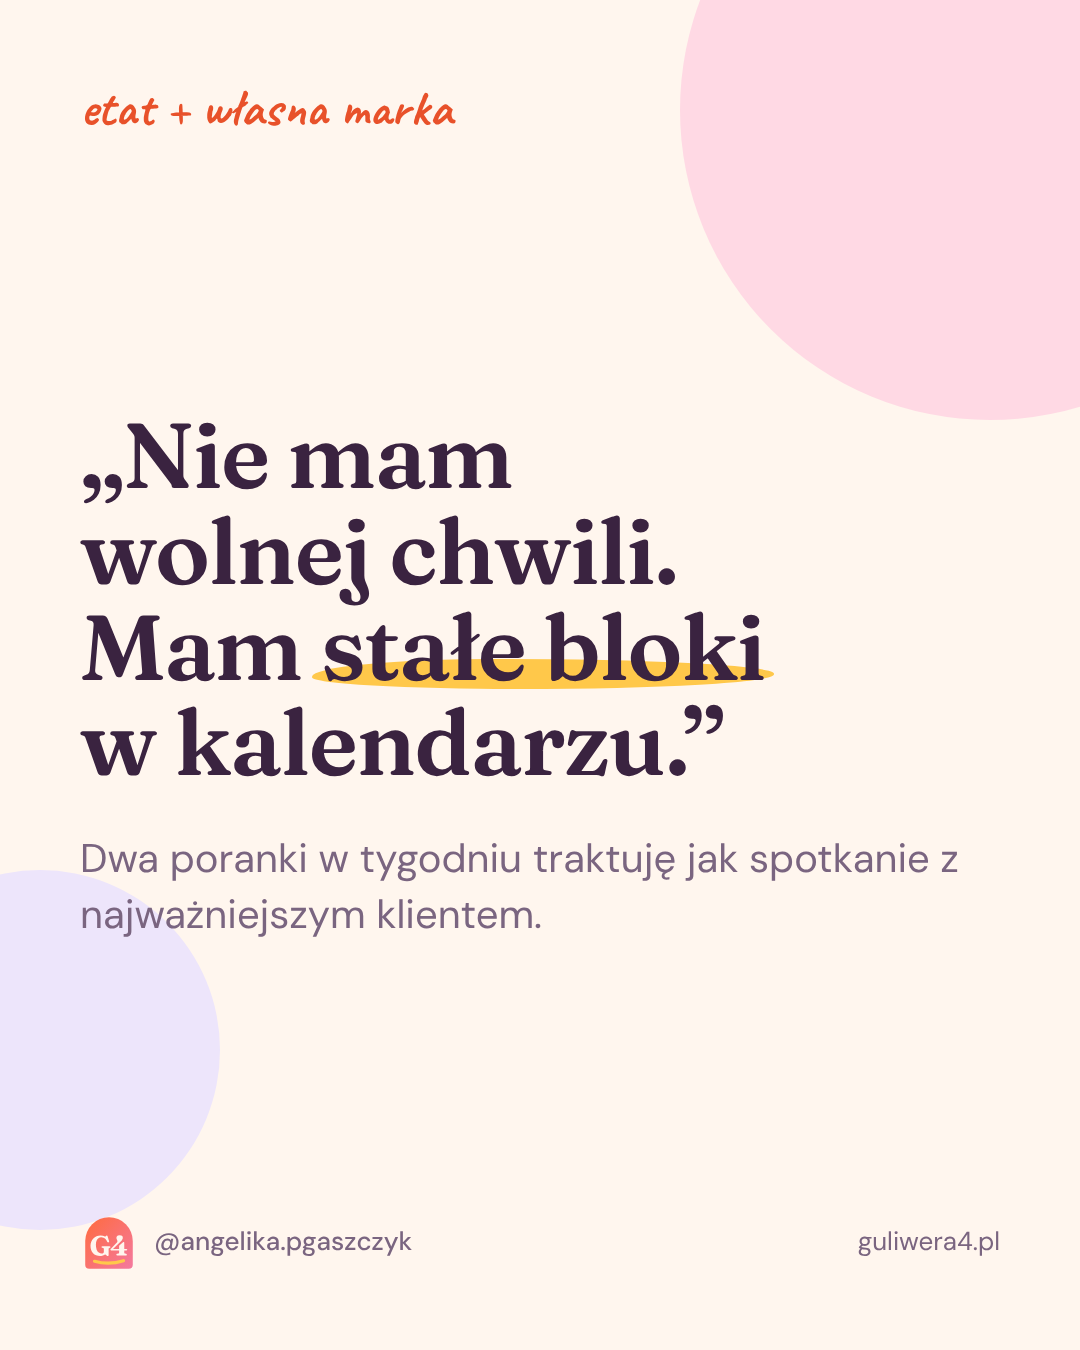 etat + własna marka
„Nie mam
wolnej chwili.
Mam stałe bloki
w kalendarzu.”
Dwa poranki w tygodniu traktuję jak spotkanie z
najważniejszym klientem.
G4 @angelika.pgaszczyk
guliwera4.pl